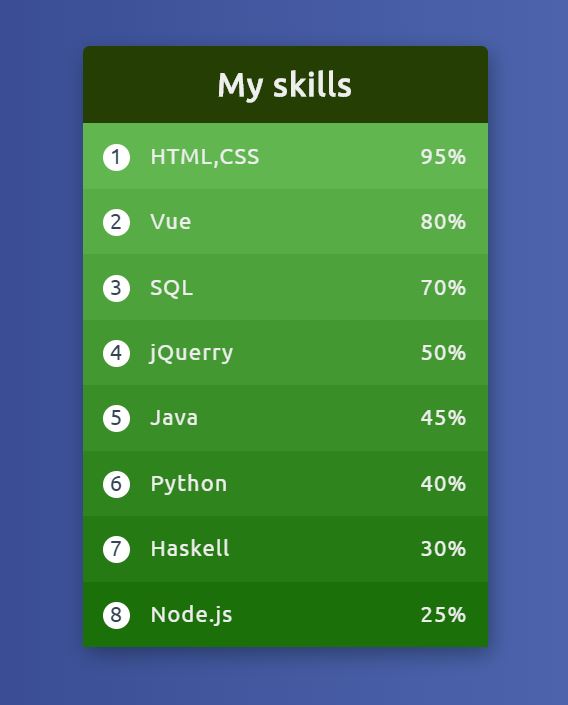 My skills
1 HTML,CSS 95%
2 Vue 80%
3 SQL 70%
4 jQuerry 50%
5 Java 45%
6 Python 40%
7 Haskell 30%
8 Node.js 25%